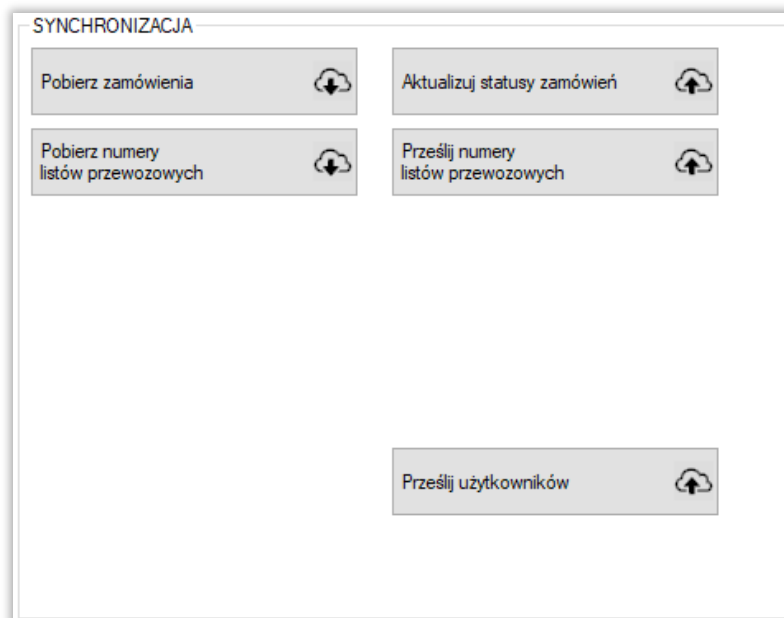 SYNCHRONIZACJA
Pobierz zamówienia
Aktualizuj statusy zamówień
Pobierz numery
listów przewozowych
Prześlij numery
listów przewozowych
Prześlij użytkowników